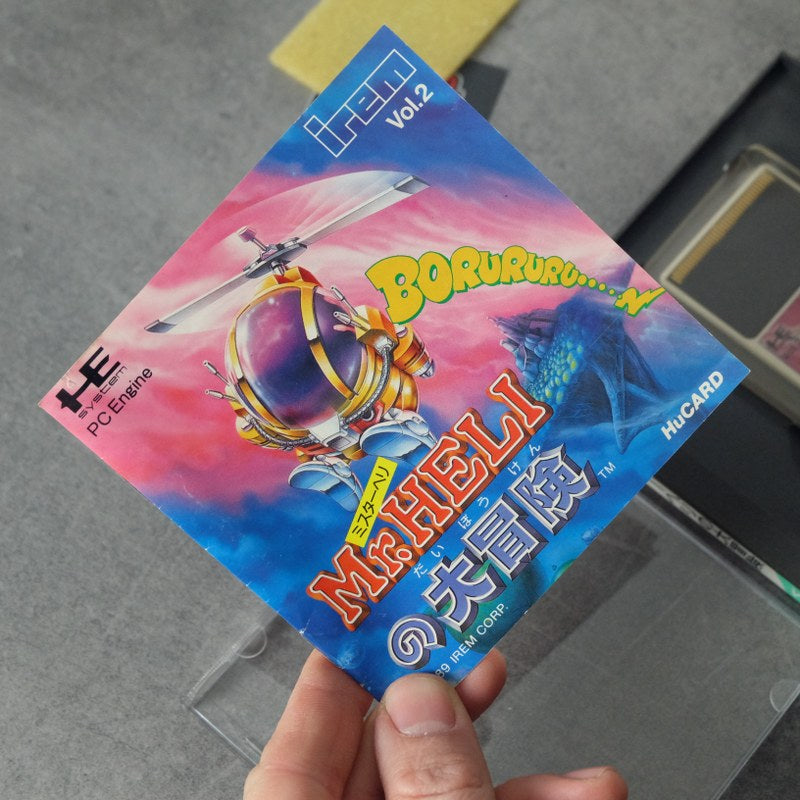 irem
Vol.2
BORURURU.....N
HE
SYSTEM
PC Engine
HuCARD
ミスターヘリ
Mr.HELI
だいぼうけん
の大冒険
TM
89 IREM CORP.